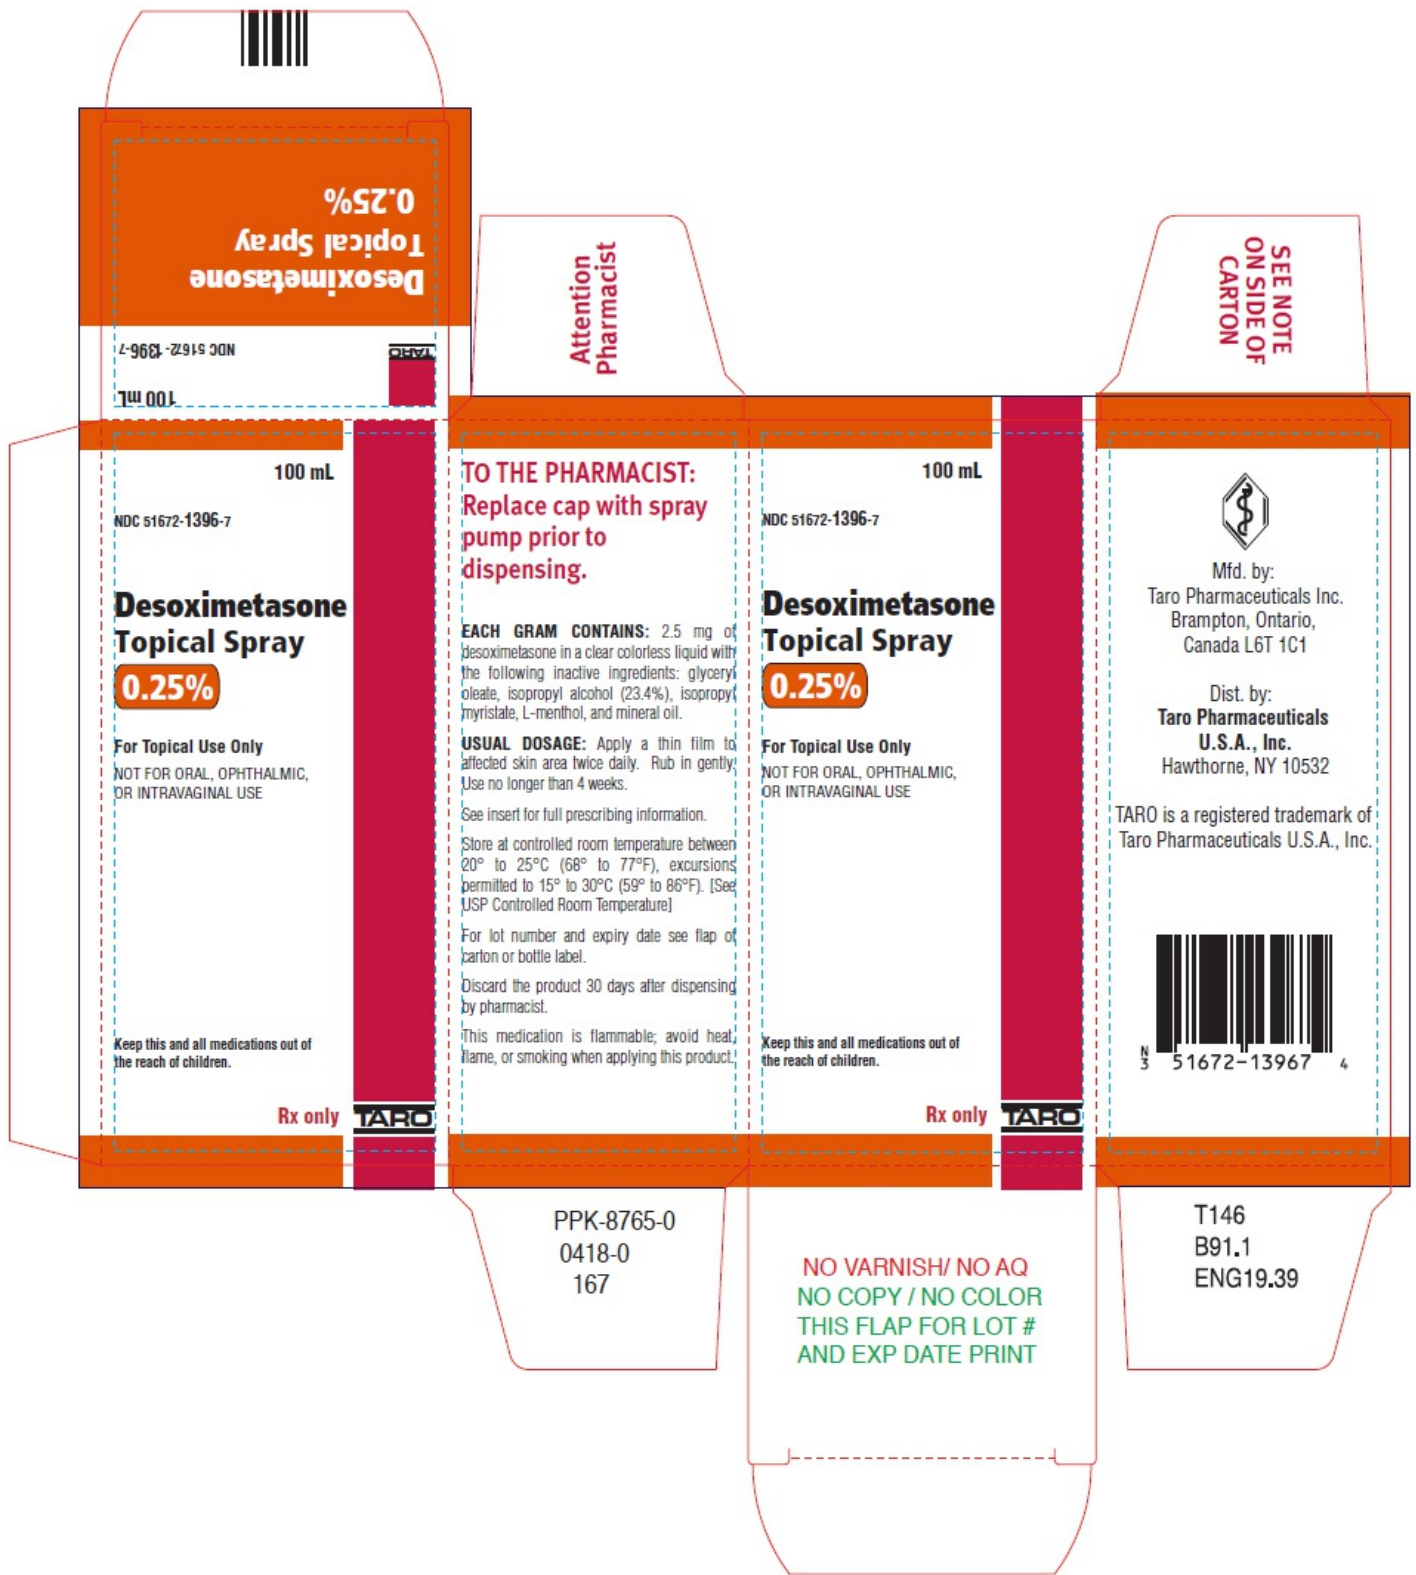 Desoximetasone
Topical Spray
0.25%
NDC 51672-1396-7
TARO
100 mL
Attention
Pharmacist
SEE NOTE
ON SIDE OF
CARTON
100 mL
NDC 51672-1396-7
Desoximetasone
Topical Spray
0.25%
For Topical Use Only
NOT FOR ORAL, OPHTHALMIC,
OR INTRAVAGINAL USE
Keep this and all medications out of
the reach of children.
Rx only
TARO
TO THE PHARMACIST:
Replace cap with spray
pump prior to
dispensing.
EACH GRAM CONTAINS: 2.5 mg of
desoximetasone in a clear colorless liquid with
the following inactive ingredients: glyceryl
oleate, isopropyl alcohol (23.4%), isopropyl
myristate, L-menthol, and mineral oil.
USUAL DOSAGE: Apply a thin film to
affected skin area twice daily. Rub in gently.
Use no longer than 4 weeks.
See insert for full prescribing information.
Store at controlled room temperature between
20° to 25°C (68° to 77°F), excursions
permitted to 15° to 30°C (59° to 86°F). [See
USP Controlled Room Temperature]
For lot number and expiry date see flap of
carton or bottle label.
Discard the product 30 days after dispensing
by pharmacist.
This medication is flammable; avoid heat,
flame, or smoking when applying this product.
100 mL
NDC 51672-1396-7
Desoximetasone
Topical Spray
0.25%
For Topical Use Only
NOT FOR ORAL, OPHTHALMIC,
OR INTRAVAGINAL USE
Keep this and all medications out of
the reach of children.
Rx only
TARO
Mfd. by:
Taro Pharmaceuticals Inc.
Brampton, Ontario,
Canada L6T 1C1
Dist. by:
Taro Pharmaceuticals
U.S.A., Inc.
Hawthorne, NY 10532
TARO is a registered trademark of
Taro Pharmaceuticals U.S.A., Inc.
N
3 51672-13967 4
PPK-8765-0
0418-0
167
NO VARNISH/ NO AQ
NO COPY / NO COLOR
THIS FLAP FOR LOT #
AND EXP DATE PRINT
T146
B91.1
ENG19.39